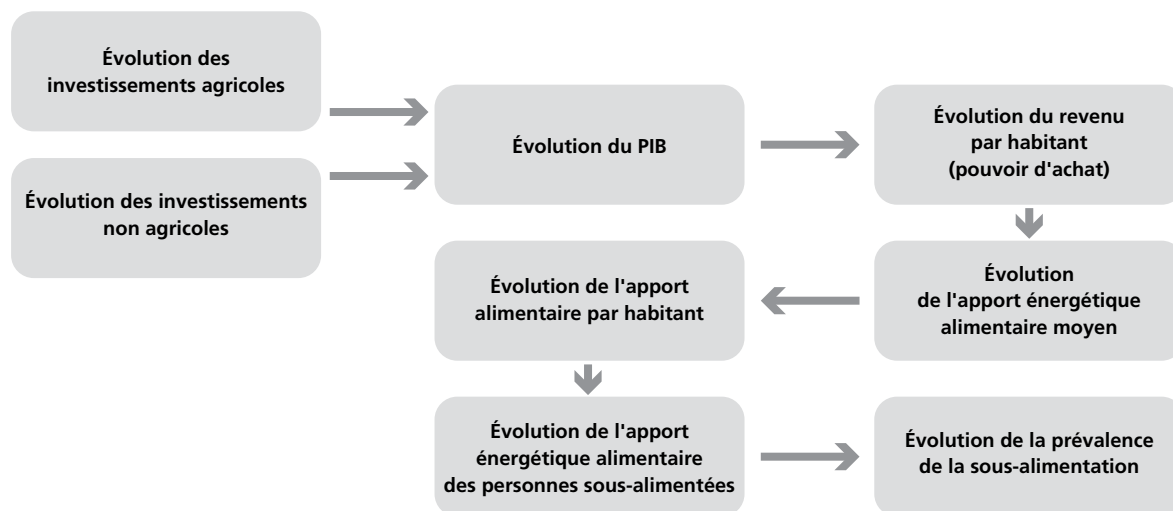 Évolution des
investissements agricoles
Évolution des investissements
non agricoles
Évolution du PIB
Évolution du revenu
par habitant
(pouvoir d'achat)
Évolution
de l'apport énergétique
alimentaire moyen
Évolution de l'apport
alimentaire par habitant
Évolution de l'apport
énergétique alimentaire
des personnes sous-alimentées
Évolution de la prévalence
de la sous-alimentation